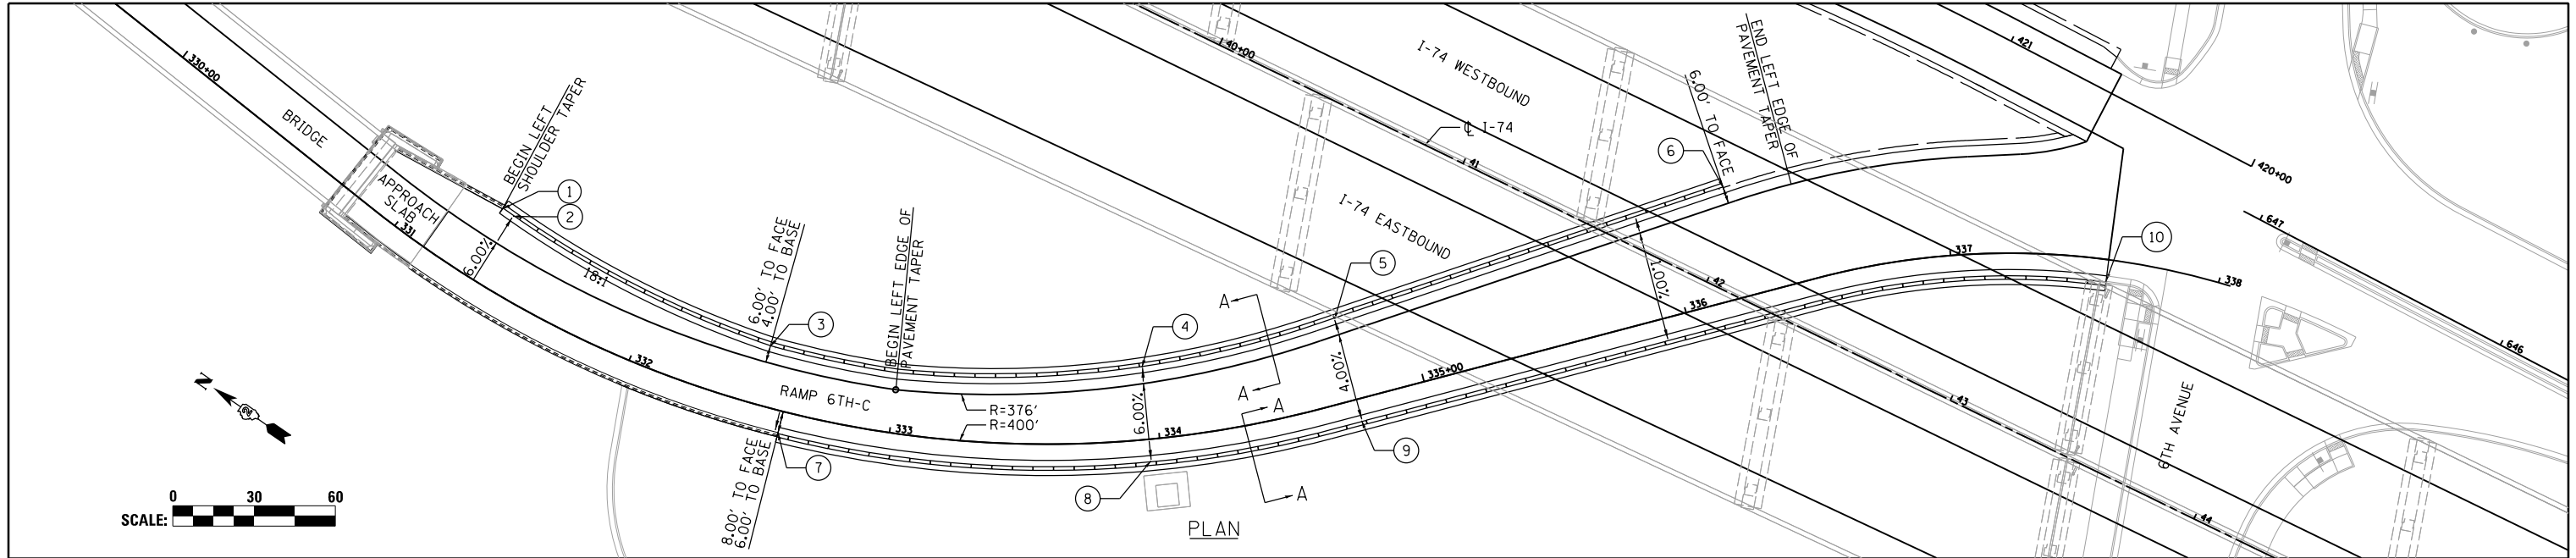 330+00
BRIDGE
APPROACH
SLAB
331
6.00%
BEGIN LEFT
SHOULDER TAPER
1
2
18:1
332
6.00' TO FACE
4.00' TO BASE
3
BEGIN LEFT EDGE OF
PAVEMENT TAPER
RAMP 6TH-C
R=376'
R=400'
333
8.00' TO FACE
6.00' TO BASE
7
4
6.00%
334
8
A
A
A
A
5
4.00%
9
335+00
I-74 WESTBOUND
I-74 EASTBOUND
40+00
℄ I-74
41
6
6.00' TO FACE
END LEFT EDGE OF
PAVEMENT TAPER
1.00%
336
42
337
338
10
43
44
6TH AVENUE
421
420+00
647
646
N
SCALE:
0 30 60
PLAN